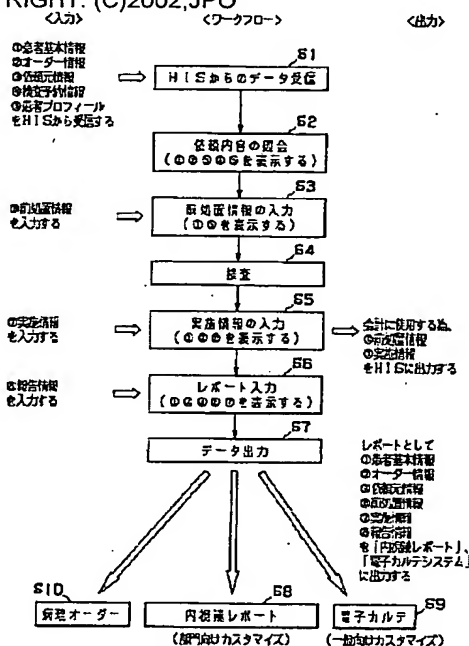 RIGHT: (C)2002,JPO
<入力>
<ワークフロー>
<出力>
①患者基本情報
②オーダー情報
③依頼元情報
④検査予約情報
⑤患者プロフィール
をHISから受信する
S1
HISからのデータ受信
S2
依頼内容の照会
を表示する)
S3
⑥前処置情報
を入力する
前処置情報の入力
を表示する)
S4
検査
S5
⑦実施情報
を入力する
実施情報の入力
を表示する)
会計に使用する為、
⑥前処置情報
⑦実施情報
をHISに出力する
S6
⑧報告情報
を入力する
レポート入力
を表示する)
S7
データ出力
レポートとして
①患者基本情報
②オーダー情報
③依頼元情報
⑥前処置情報
⑦実施情報
⑧報告情報
を「内視鏡レポート」、
「電子カルテシステム」
に出力する
S10
病理オーダー
S8
内視鏡レポート
(部門向けカスタマイズ)
S9
電子カルテ
(一般向けカスタマイズ)